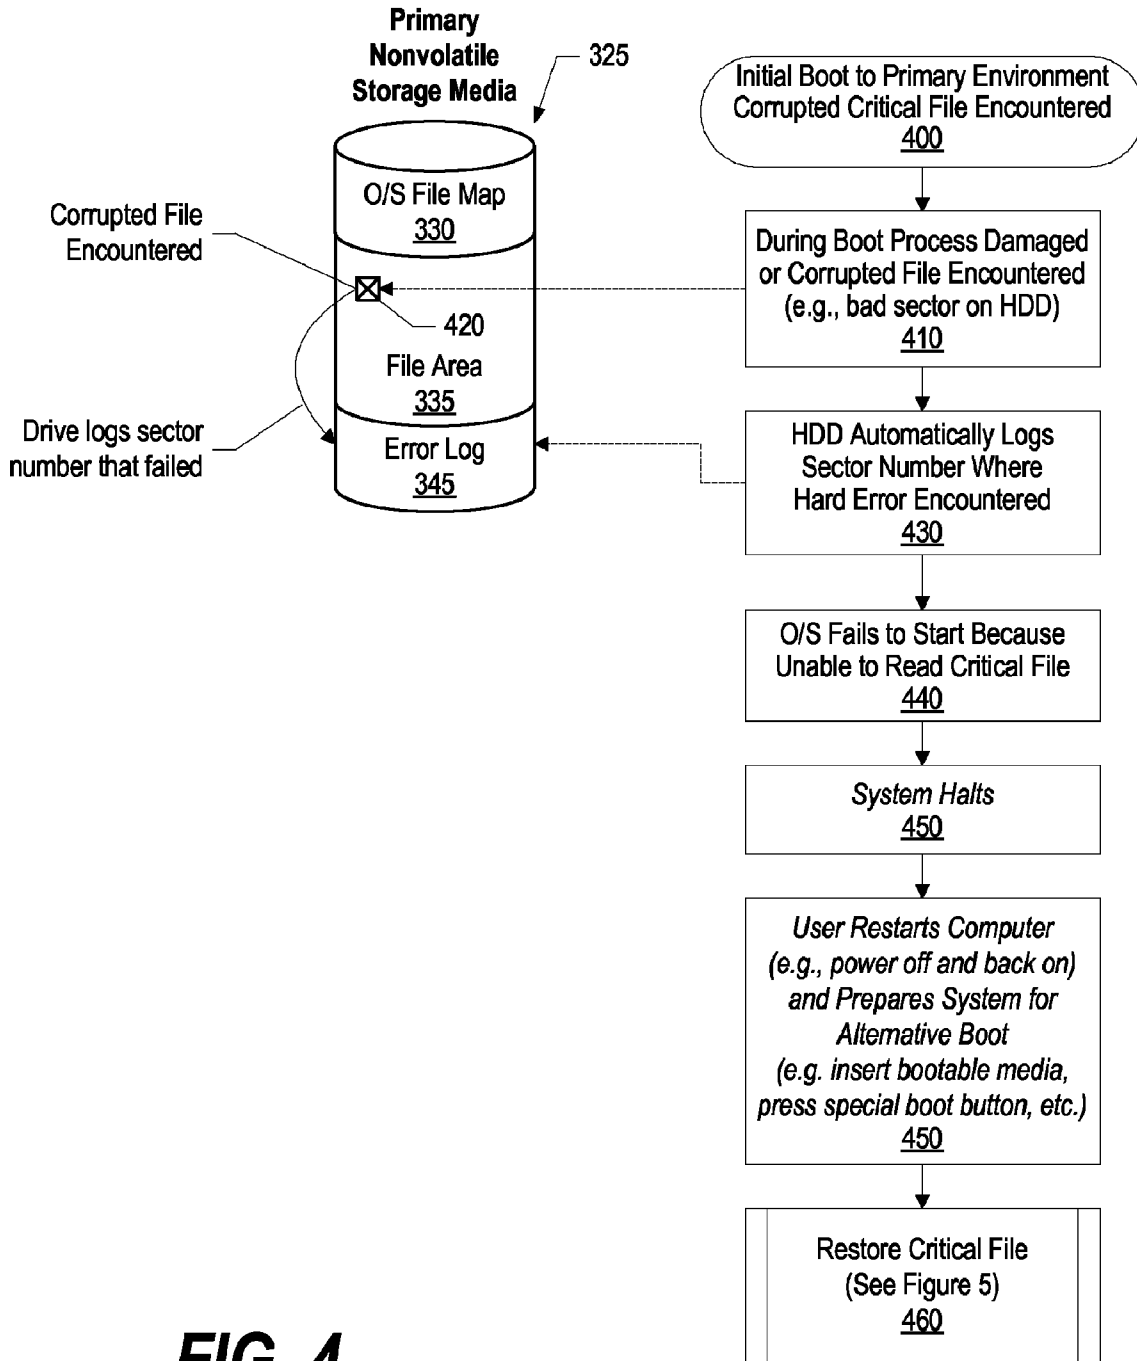 Primary
Nonvolatile
Storage Media
325
O/S File Map
330
Corrupted File
Encountered
420
File Area
335
Drive logs sector
number that failed
Error Log
345
Initial Boot to Primary Environment
Corrupted Critical File Encountered
400
During Boot Process Damaged
or Corrupted File Encountered
(e.g., bad sector on HDD)
410
HDD Automatically Logs
Sector Number Where
Hard Error Encountered
430
O/S Fails to Start Because
Unable to Read Critical File
440
System Halts
450
User Restarts Computer
(e.g., power off and back on)
and Prepares System for
Alternative Boot
(e.g. insert bootable media,
press special boot button, etc.)
450
Restore Critical File
(See Figure 5)
460
FIG. 4